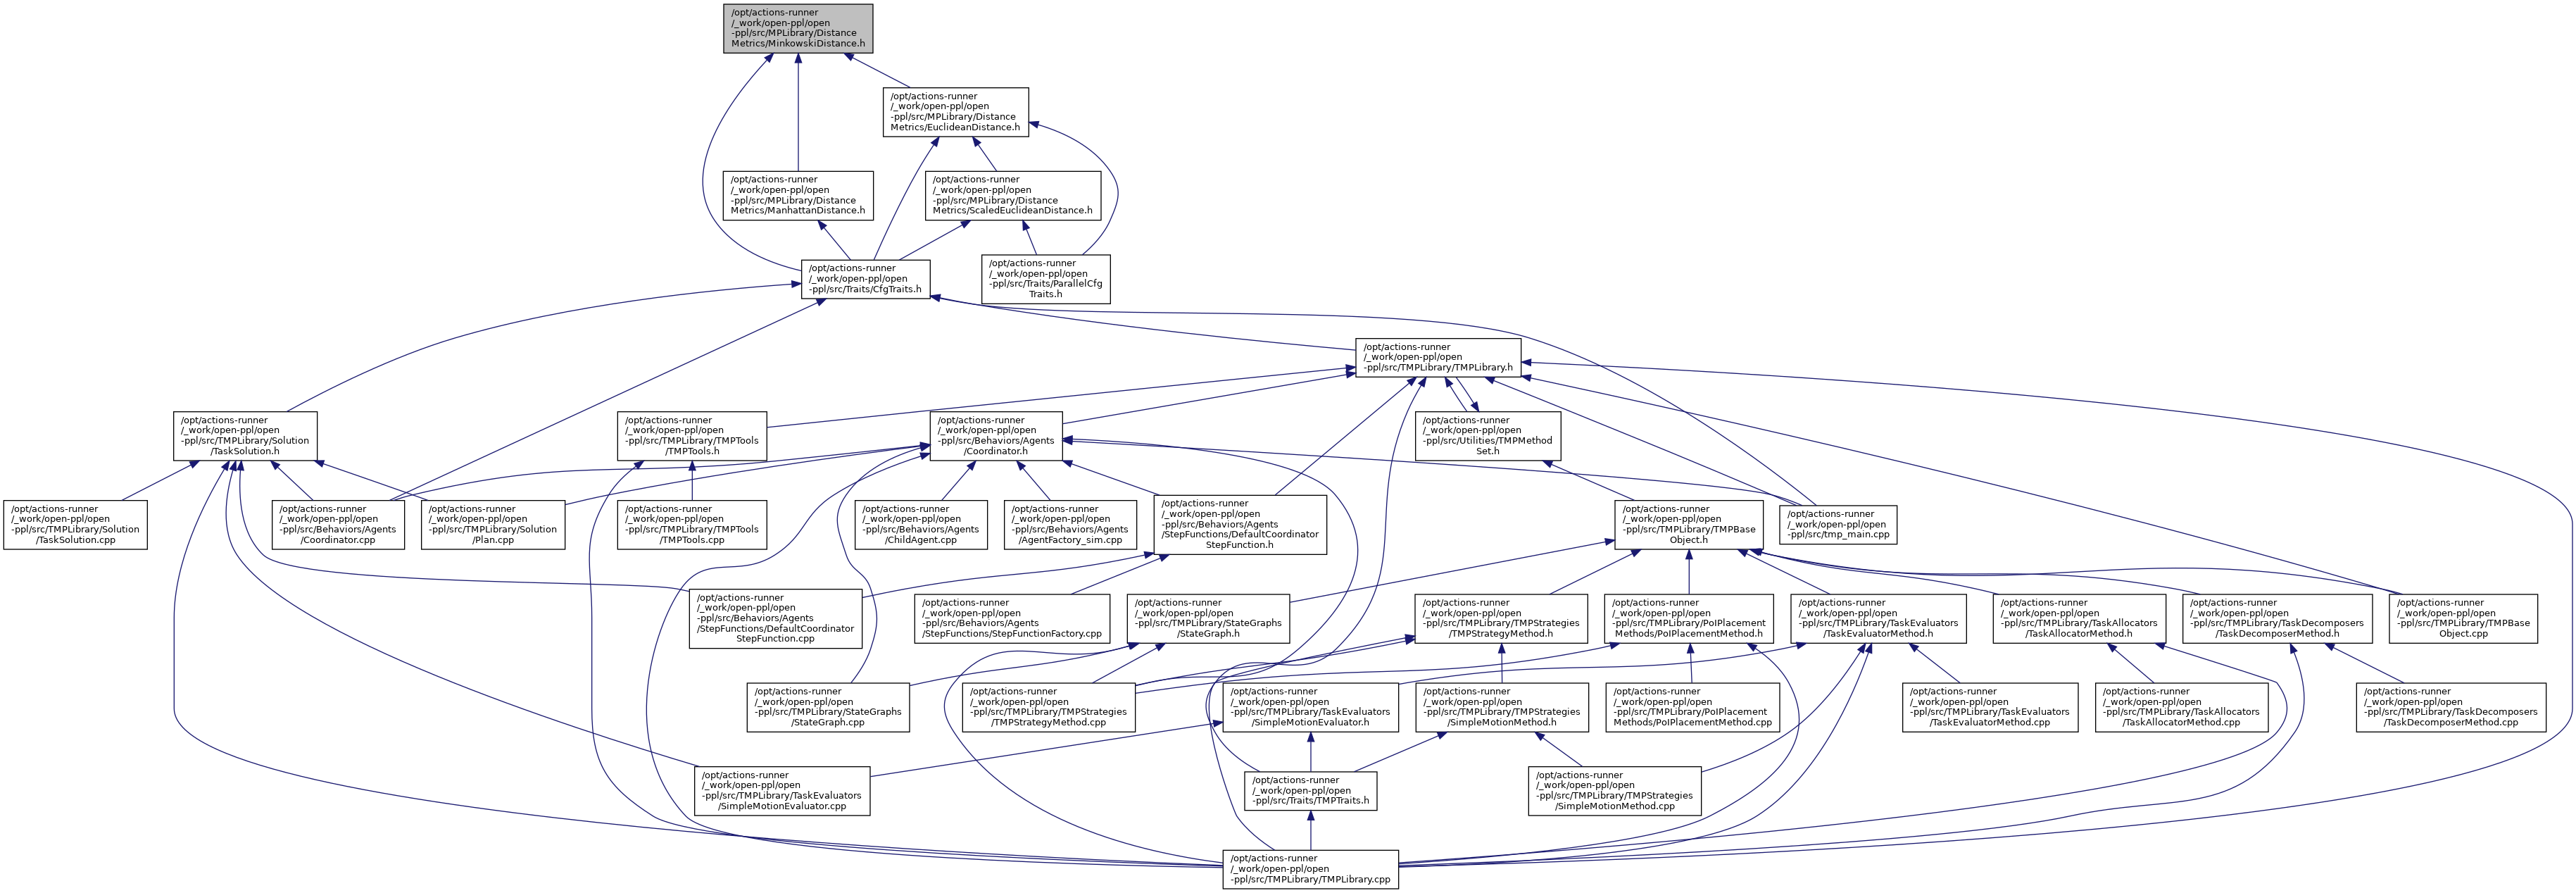 /opt/actions-runner
/_work/open-ppl/open
-ppl/src/MPLibrary/Distance
Metrics/MinkowskiDistance.h
/opt/actions-runner
/_work/open-ppl/open
-ppl/src/MPLibrary/Distance
Metrics/EuclideanDistance.h
/opt/actions-runner
/_work/open-ppl/open
-ppl/src/MPLibrary/Distance
Metrics/ManhattanDistance.h
/opt/actions-runner
/_work/open-ppl/open
-ppl/src/MPLibrary/Distance
Metrics/ScaledEuclideanDistance.h
/opt/actions-runner
/_work/open-ppl/open
-ppl/src/Traits/CfgTraits.h
/opt/actions-runner
/_work/open-ppl/open
-ppl/src/Traits/ParallelCfg
Traits.h
/opt/actions-runner
/_work/open-ppl/open
-ppl/src/TMPLibrary/TMPLibrary.h
/opt/actions-runner
/_work/open-ppl/open
-ppl/src/TMPLibrary/Solution
/TaskSolution.h
/opt/actions-runner
/_work/open-ppl/open
-ppl/src/TMPLibrary/TMPTools
/TMPTools.h
/opt/actions-runner
/_work/open-ppl/open
-ppl/src/Behaviors/Agents
/Coordinator.h
/opt/actions-runner
/_work/open-ppl/open
-ppl/src/Utilities/TMPMethod
Set.h
/opt/actions-runner
/_work/open-ppl/open
-ppl/src/TMPLibrary/Solution
/TaskSolution.cpp
/opt/actions-runner
/_work/open-ppl/open
-ppl/src/Behaviors/Agents
/Coordinator.cpp
/opt/actions-runner
/_work/open-ppl/open
-ppl/src/TMPLibrary/Solution
/Plan.cpp
/opt/actions-runner
/_work/open-ppl/open
-ppl/src/TMPLibrary/TMPTools
/TMPTools.cpp
/opt/actions-runner
/_work/open-ppl/open
-ppl/src/Behaviors/Agents
/ChildAgent.cpp
/opt/actions-runner
/_work/open-ppl/open
-ppl/src/Behaviors/Agents
/AgentFactory_sim.cpp
/opt/actions-runner
/_work/open-ppl/open
-ppl/src/Behaviors/Agents
/StepFunctions/DefaultCoordinator
StepFunction.h
/opt/actions-runner
/_work/open-ppl/open
-ppl/src/TMPLibrary/TMPBase
Object.h
/opt/actions-runner
/_work/open-ppl/open
-ppl/src/tmp_main.cpp
/opt/actions-runner
/_work/open-ppl/open
-ppl/src/Behaviors/Agents
/StepFunctions/DefaultCoordinator
StepFunction.cpp
/opt/actions-runner
/_work/open-ppl/open
-ppl/src/Behaviors/Agents
/StepFunctions/StepFunctionFactory.cpp
/opt/actions-runner
/_work/open-ppl/open
-ppl/src/TMPLibrary/StateGraphs
/StateGraph.h
/opt/actions-runner
/_work/open-ppl/open
-ppl/src/TMPLibrary/TMPStrategies
/TMPStrategyMethod.h
/opt/actions-runner
/_work/open-ppl/open
-ppl/src/TMPLibrary/PoIPlacement
Methods/PoIPlacementMethod.h
/opt/actions-runner
/_work/open-ppl/open
-ppl/src/TMPLibrary/TaskEvaluators
/TaskEvaluatorMethod.h
/opt/actions-runner
/_work/open-ppl/open
-ppl/src/TMPLibrary/TaskAllocators
/TaskAllocatorMethod.h
/opt/actions-runner
/_work/open-ppl/open
-ppl/src/TMPLibrary/TaskDecomposers
/TaskDecomposerMethod.h
/opt/actions-runner
/_work/open-ppl/open
-ppl/src/TMPLibrary/TMPBase
Object.cpp
/opt/actions-runner
/_work/open-ppl/open
-ppl/src/TMPLibrary/StateGraphs
/StateGraph.cpp
/opt/actions-runner
/_work/open-ppl/open
-ppl/src/TMPLibrary/TMPStrategies
/TMPStrategyMethod.cpp
/opt/actions-runner
/_work/open-ppl/open
-ppl/src/TMPLibrary/TaskEvaluators
/SimpleMotionEvaluator.h
/opt/actions-runner
/_work/open-ppl/open
-ppl/src/TMPLibrary/TMPStrategies
/SimpleMotionMethod.h
/opt/actions-runner
/_work/open-ppl/open
-ppl/src/TMPLibrary/PoIPlacement
Methods/PoIPlacementMethod.cpp
/opt/actions-runner
/_work/open-ppl/open
-ppl/src/TMPLibrary/TaskEvaluators
/TaskEvaluatorMethod.cpp
/opt/actions-runner
/_work/open-ppl/open
-ppl/src/TMPLibrary/TaskAllocators
/TaskAllocatorMethod.cpp
/opt/actions-runner
/_work/open-ppl/open
-ppl/src/TMPLibrary/TaskDecomposers
/TaskDecomposerMethod.cpp
/opt/actions-runner
/_work/open-ppl/open
-ppl/src/TMPLibrary/TaskEvaluators
/SimpleMotionEvaluator.cpp
/opt/actions-runner
/_work/open-ppl/open
-ppl/src/Traits/TMPTraits.h
/opt/actions-runner
/_work/open-ppl/open
-ppl/src/TMPLibrary/TMPStrategies
/SimpleMotionMethod.cpp
/opt/actions-runner
/_work/open-ppl/open
-ppl/src/TMPLibrary/TMPLibrary.cpp